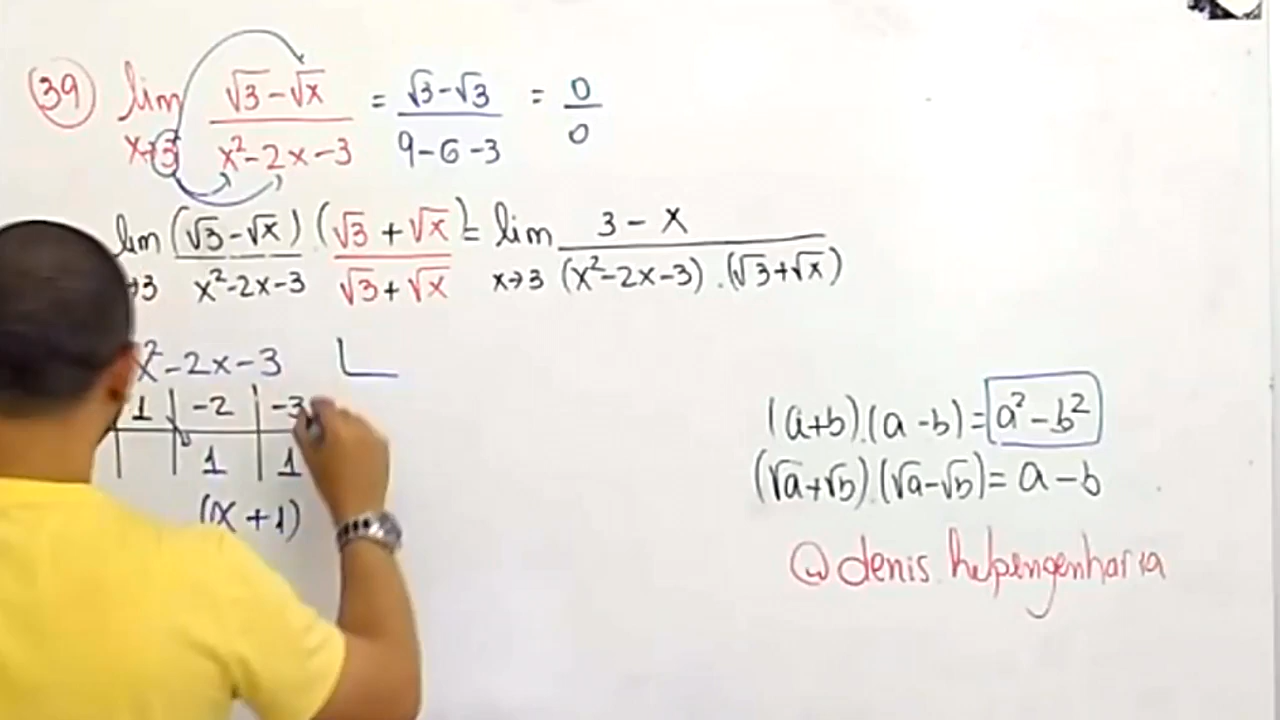 39 lim x→3 (√3-√x)/(x²-2x-3) = (√3-√3)/(9-6-3) = 0/0
lim →3 (√3-√x)/(x²-2x-3) . (√3+√x)/(√3+√x) = lim x→3 (3-x)/((x²-2x-3).(√3+√x))
x²-2x-3
1 | -2 | -3
1 | 1
(x+1)
(a+b).(a-b)=a²-b²
(√a+√b).(√a-√b)=a-b
@denis.helpengenharia